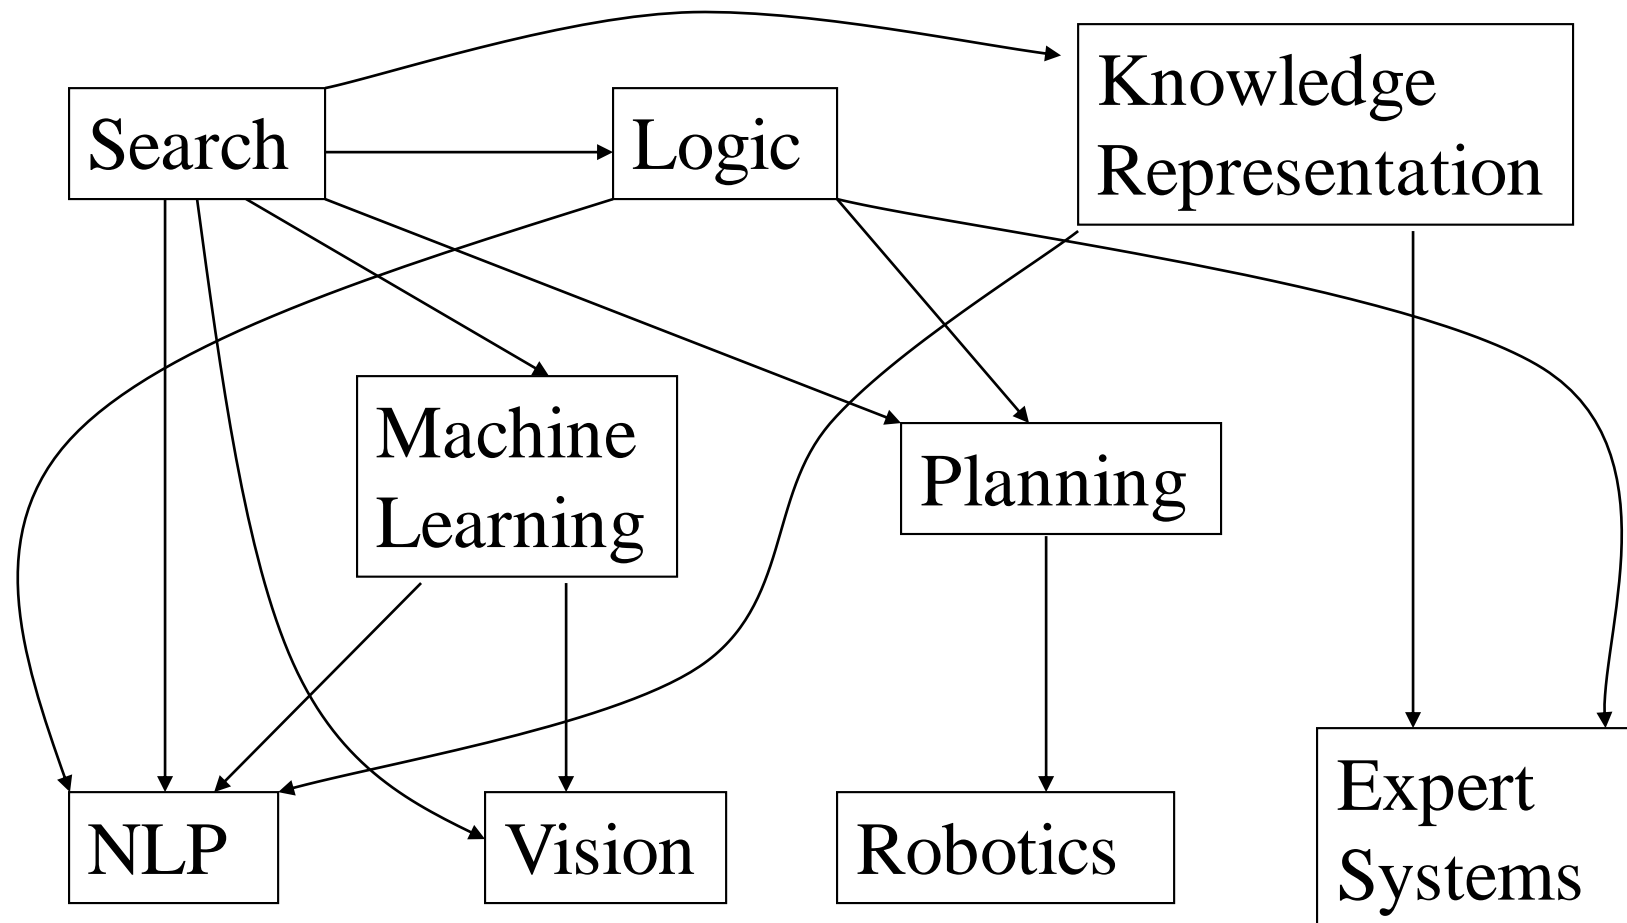 Search
Logic
Knowledge
Representation
Machine
Learning
Planning
NLP
Vision
Robotics
Expert
Systems